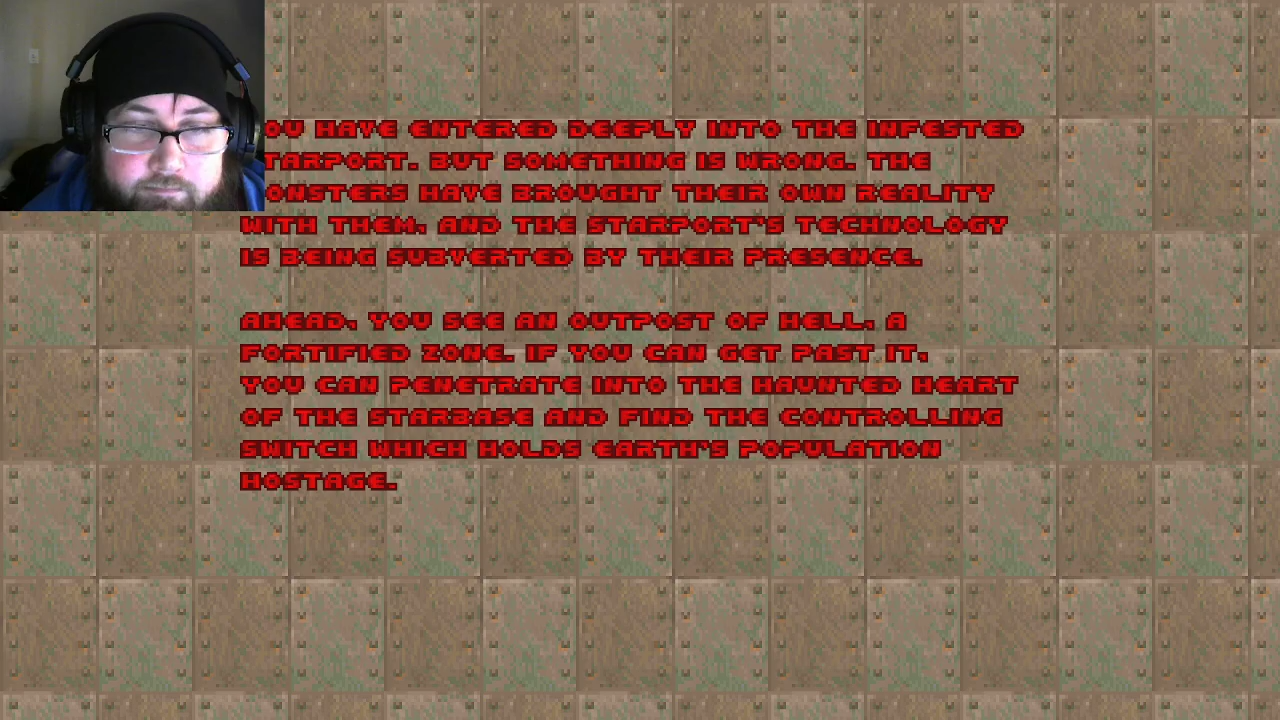 OU HAVE ENTERED DEEPLY INTO THE INFESTED
TARPORT. BUT SOMETHING IS WRONG. THE
ONSTERS HAVE BROUGHT THEIR OWN REALITY
WITH THEM, AND THE STARPORT'S TECHNOLOGY
IS BEING SUBVERTED BY THEIR PRESENCE.
AHEAD, YOU SEE AN OUTPOST OF HELL, A
FORTIFIED ZONE. IF YOU CAN GET PAST IT,
YOU CAN PENETRATE INTO THE HAUNTED HEART
OF THE STARBASE AND FIND THE CONTROLLING
SWITCH WHICH HOLDS EARTH'S POPULATION
HOSTAGE.